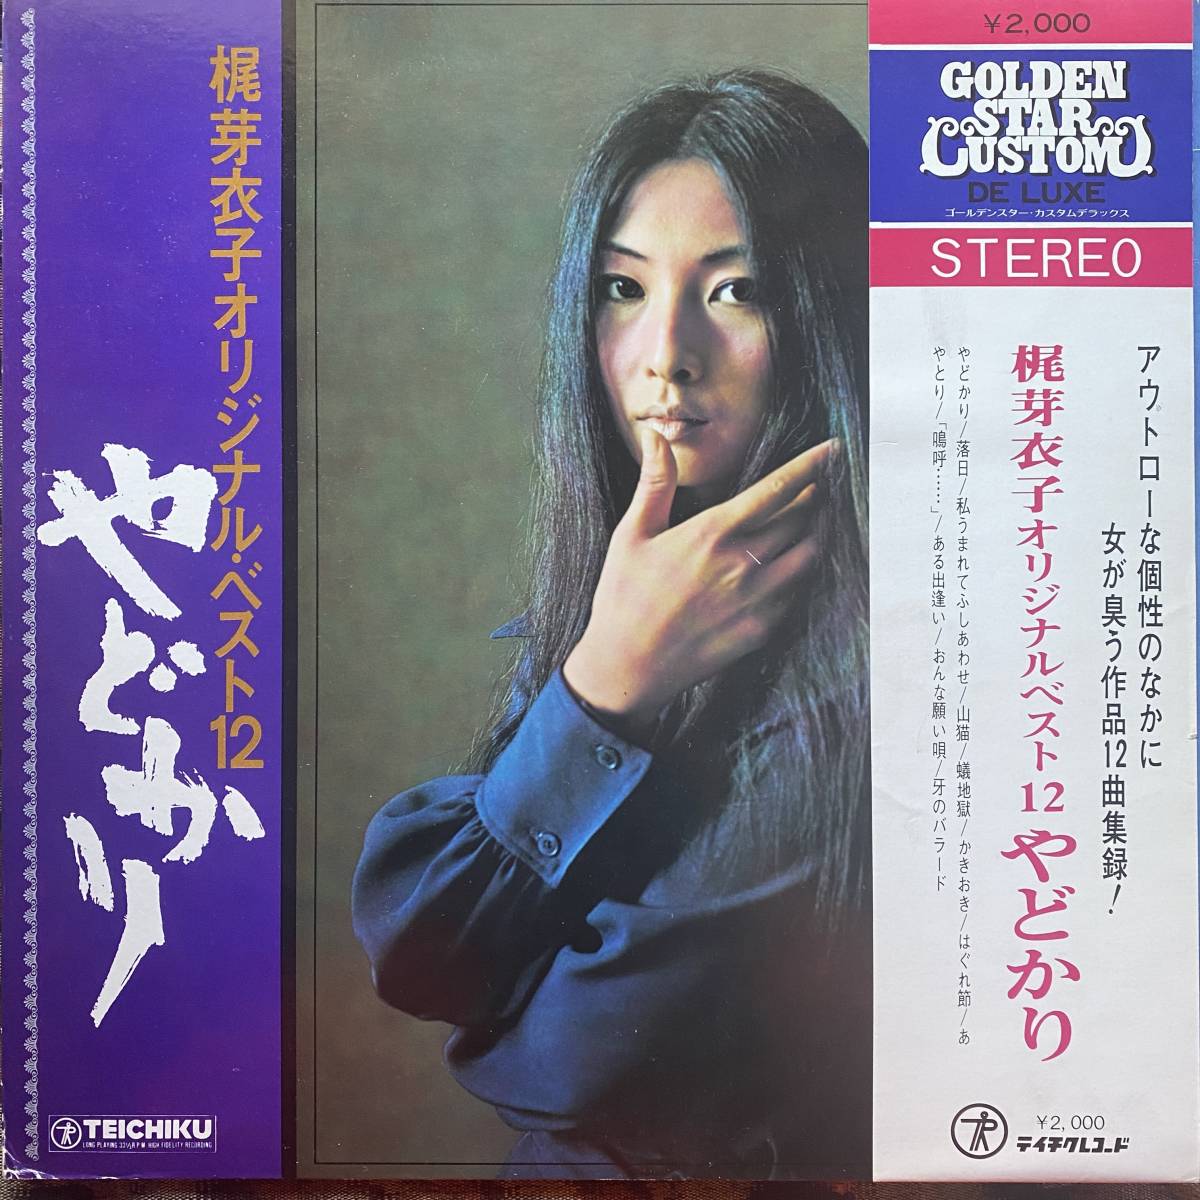 梶芽衣子オリジナル・ベスト12
やどかり
TEICHIKU
LONG PLAYING 33 1/3 R P M HIGH FIDELITY RECORDING
¥2,000
GOLDEN
STAR
CUSTOM
DE LUXE
ゴールデンスター・カスタムデラックス
STEREO
アウトローな個性のなかに
女が臭う作品12曲集録!
梶芽衣子オリジナルベスト12 やどかり
やどかり/落日/私うまれてふしあわせ/山猫/蟻地獄/かきおき/はぐれ節/あ
やとり/「鳴呼……」/ある出逢い/おんな願い唄/牙のバラード
¥2,000
テイチクレコード